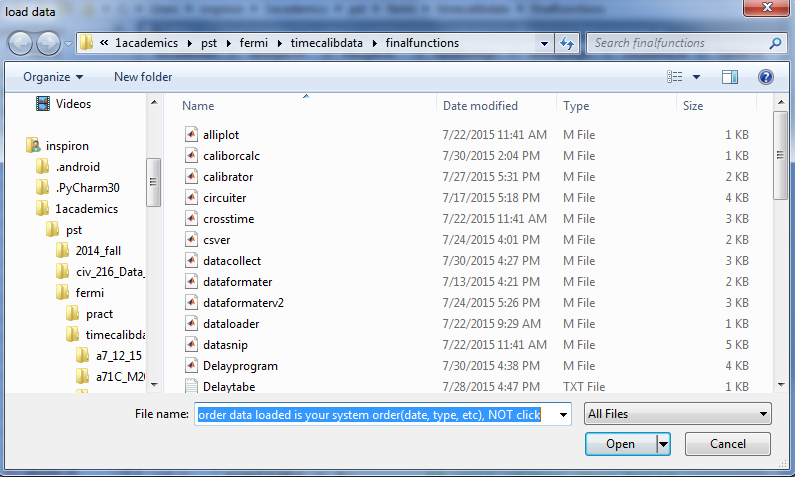 load data
« 1academics ▸ pst ▸ fermi ▸ timecalibdata ▸ finalfunctions
Search finalfunctions
Organize
New folder
Videos
inspiron
.android
.PyCharm30
1academics
pst
2014_fall
civ_216_Data_
fermi
pract
timecalibda
a7_12_15
a71C_M20
Name Date modified Type Size
alliplot 7/22/2015 11:41 AM M File 1 KB
caliborcalc 7/30/2015 2:04 PM M File 1 KB
calibrator 7/27/2015 5:31 PM M File 2 KB
circuiter 7/17/2015 5:18 PM M File 4 KB
crosstime 7/22/2015 11:41 AM M File 3 KB
csver 7/24/2015 4:01 PM M File 2 KB
datacollect 7/30/2015 4:27 PM M File 3 KB
dataformater 7/13/2015 4:21 PM M File 2 KB
dataformaterv2 7/24/2015 5:26 PM M File 3 KB
dataloader 7/22/2015 9:29 AM M File 1 KB
datasnip 7/22/2015 11:41 AM M File 5 KB
Delayprogram 7/30/2015 4:38 PM M File 4 KB
Delaytabe 7/28/2015 4:47 PM TXT File 1 KB
File name: order data loaded is your system order(date, type, etc), NOT click
All Files
Open
Cancel